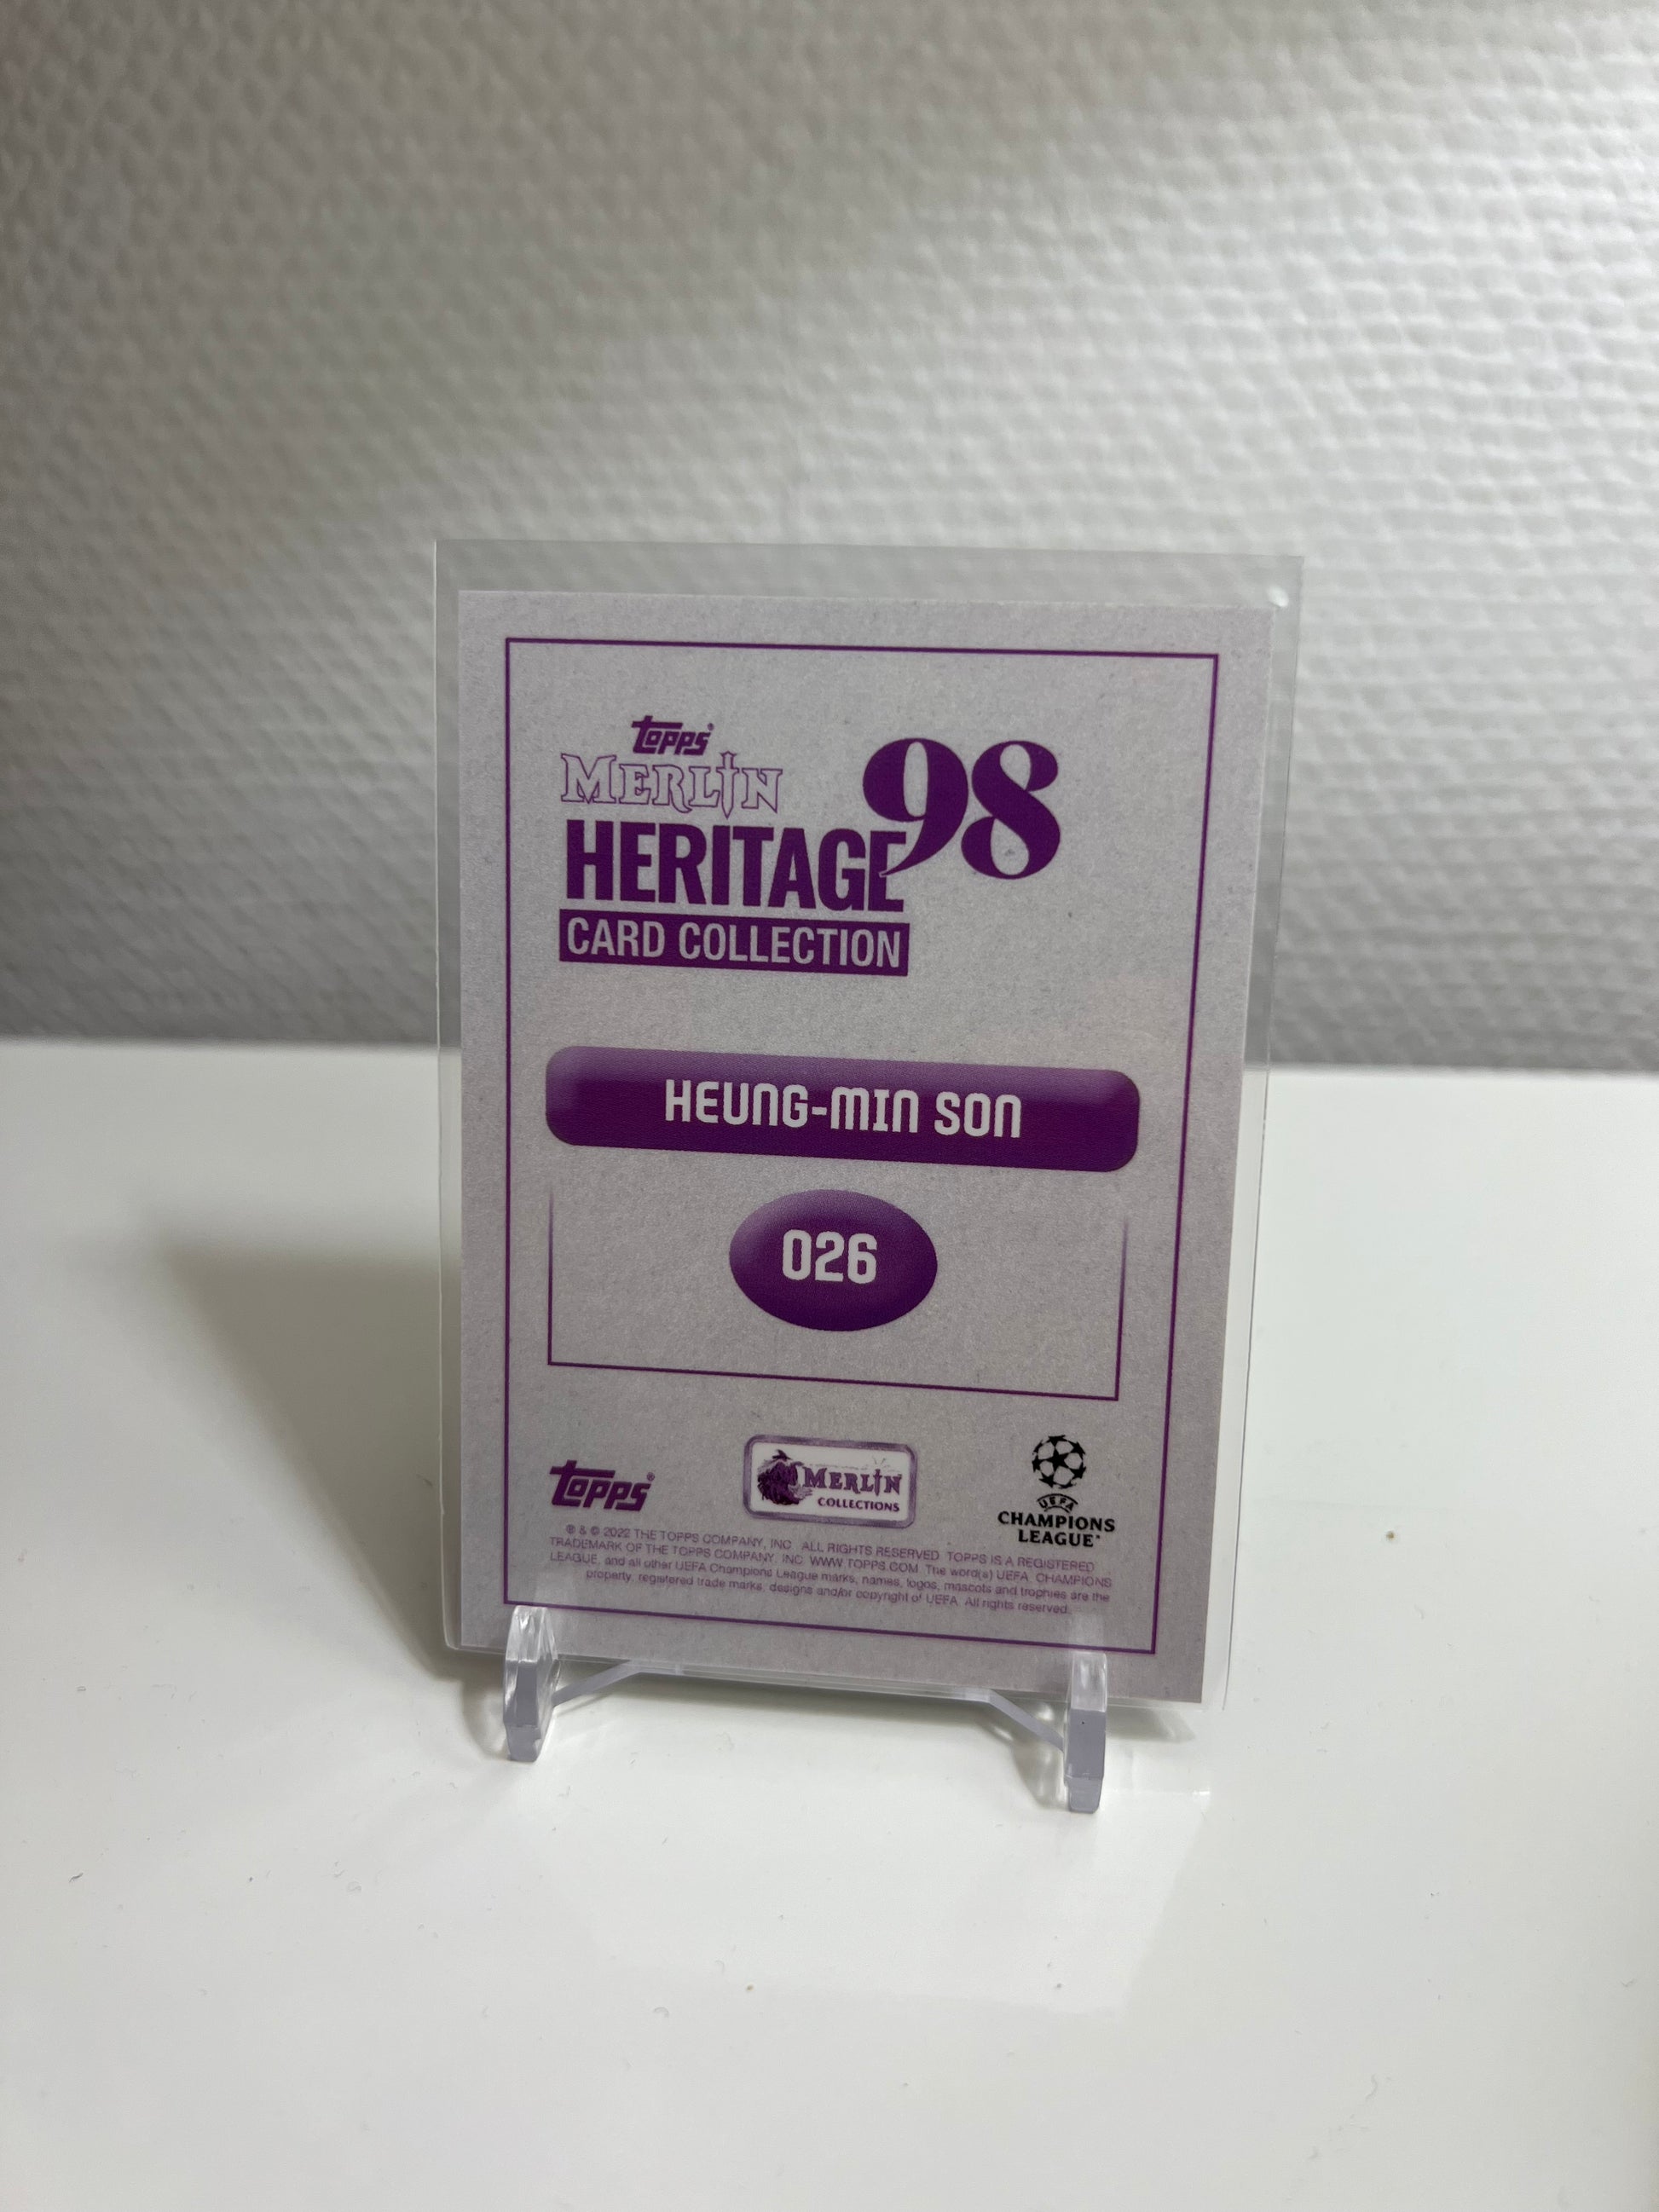 topps®
MERLIN
HERITAGE 98
CARD COLLECTION
HEUNG-MIN SON
026
topps®
MERLIN
COLLECTIONS
UEFA
CHAMPIONS
LEAGUE
® & © 2022 THE TOPPS COMPANY, INC. ALL RIGHTS RESERVED. TOPPS IS A REGISTERED
TRADEMARK OF THE TOPPS COMPANY, INC. WWW.TOPPS.COM. The word(s) UEFA, CHAMPIONS
LEAGUE, and all other UEFA Champions League marks, names, logos, mascots and trophies are the
property, registered trade marks, designs and/or copyright of UEFA. All rights reserved.